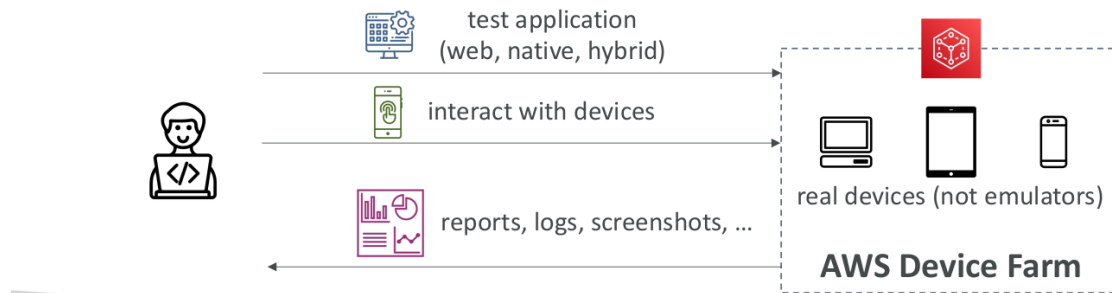 test application
(web, native, hybrid)
interact with devices
reports, logs, screenshots, ...
</>
real devices (not emulators)
AWS Device Farm